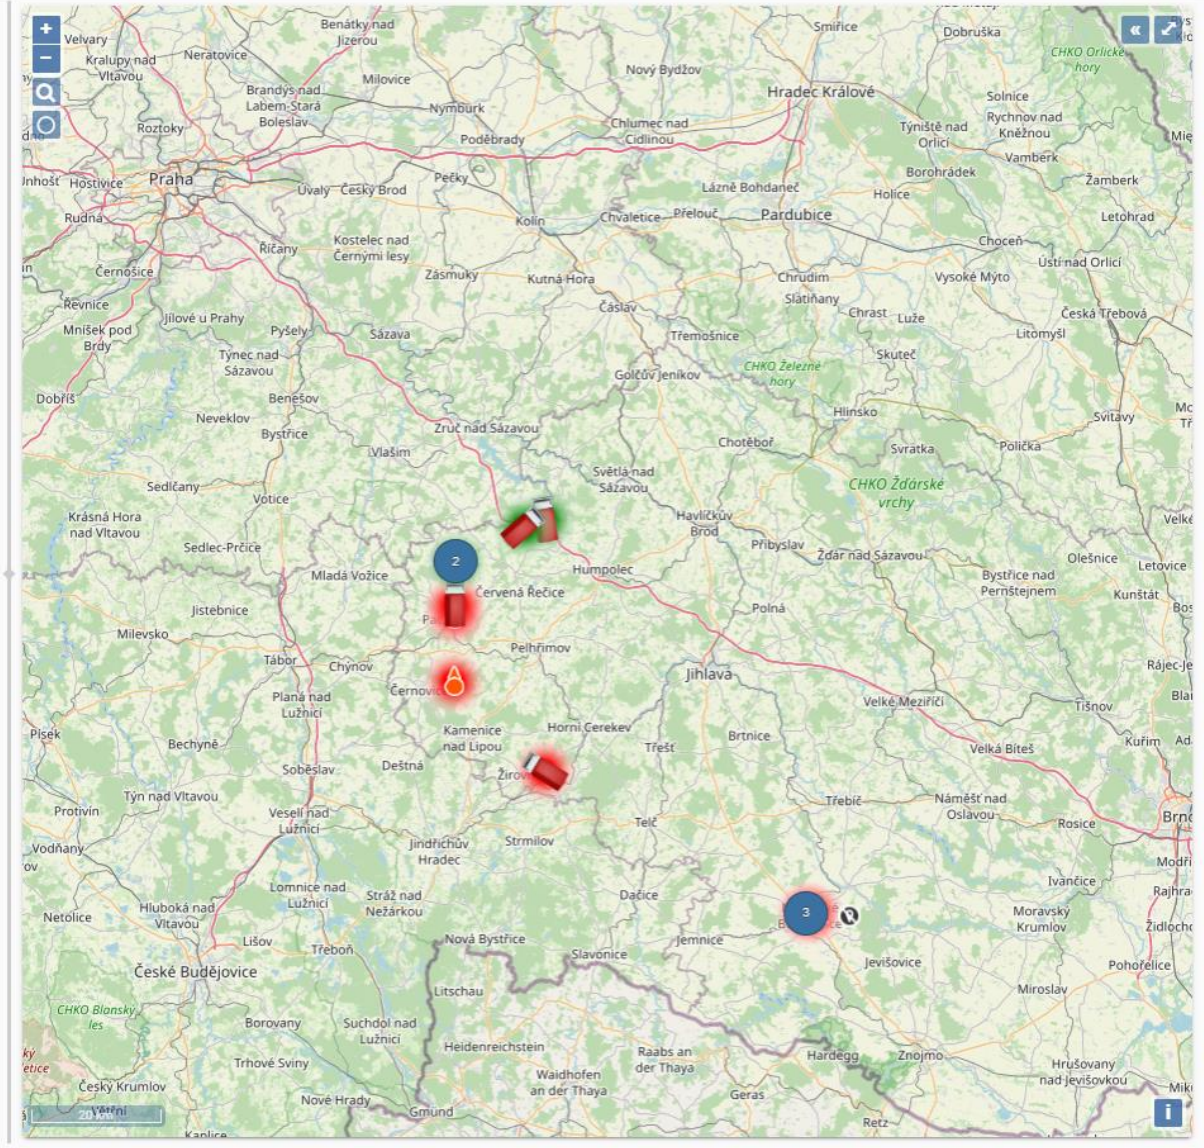 +
−
«
Velvary
Kralupy nad
Vltavou
Neratovice
Benátky nad
Jizerou
Milovice
Nový Bydžov
Smiřice
Dobruška
CHKO Orlické
hory
Brandýs nad
Labem-Stará
Boleslav
Nymburk
Hradec Králové
Solnice
Rychnov nad
Kněžnou
Roztoky
Poděbrady
Chlumec nad
Cidlinou
Týniště nad
Orlicí
Vamberk
Hostivice
Praha
Úvaly
Český Brod
Pečky
Lázně Bohdaneč
Borohrádek
Žamberk
Holice
Rudná
Kolín
Chvaletice
Přelouč
Pardubice
Letohrad
Říčany
Kostelec nad
Černými lesy
Choceň
Ústí nad Orlicí
Černošice
Zásmuky
Kutná Hora
Chrudim
Slatiňany
Vysoké Mýto
Řevnice
Čáslav
Mníšek pod
Brdy
Jílové u Prahy
Pyšely
Sázava
Třemošnice
Chrast
Luže
Česká Třebová
Litomyšl
Týnec nad
Sázavou
Golčův Jeníkov
CHKO Železné
hory
Skuteč
Dobříš
Benešov
Neveklov
Bystřice
Zruč nad Sázavou
Hlinsko
Svitavy
Vlašim
Chotěboř
Svratka
Polička
Sedlčany
Votice
Světlá nad
Sázavou
CHKO Žďárské
vrchy
Krásná Hora
nad Vltavou
Havlíčkův
Brod
Sedlec-Prčice
Přibyslav
Žďár nad Sázavou
Olešnice
2
Letovice
Mladá Vožice
Humpolec
Bystřice nad
Pernštejnem
Červená Řečice
Kunštát
Jistebnice
Polná
Milevsko
Pelhřimov
Tábor
Chýnov
Jihlava
Planá nad
Lužnicí
Velké Meziříčí
Tišnov
Písek
Kamenice
nad Lipou
Horní Cerekev
Bechyně
Třešť
Brtnice
Velká Bíteš
Kuřim
Soběslav
Deštná
Týn nad Vltavou
Třebíč
Náměšť nad
Oslavou
Protivín
Veselí nad
Lužnicí
Telč
Rosice
Vodňany
Jindřichův
Hradec
Strmilov
Ivančice
Lomnice nad
Lužnicí
Stráž nad
Nežárkou
Dačice
Netolice
Hluboká nad
Vltavou
3
Moravský
Krumlov
Lišov
Třeboň
Nová Bystřice
Jemnice
Slavonice
Jevišovice
Pohořelice
České Budějovice
Litschau
Miroslav
CHKO Blanský
les
Borovany
Suchdol nad
Lužnicí
Heidenreichstein
Raabs an
der Thaya
Hardegg
Znojmo
Trhové Sviny
Waidhofen
an der Thaya
Hrušovany
nad Jevišovkou
Český Krumlov
Nové Hrady
Geras
Gmünd
Retz
20 km
i